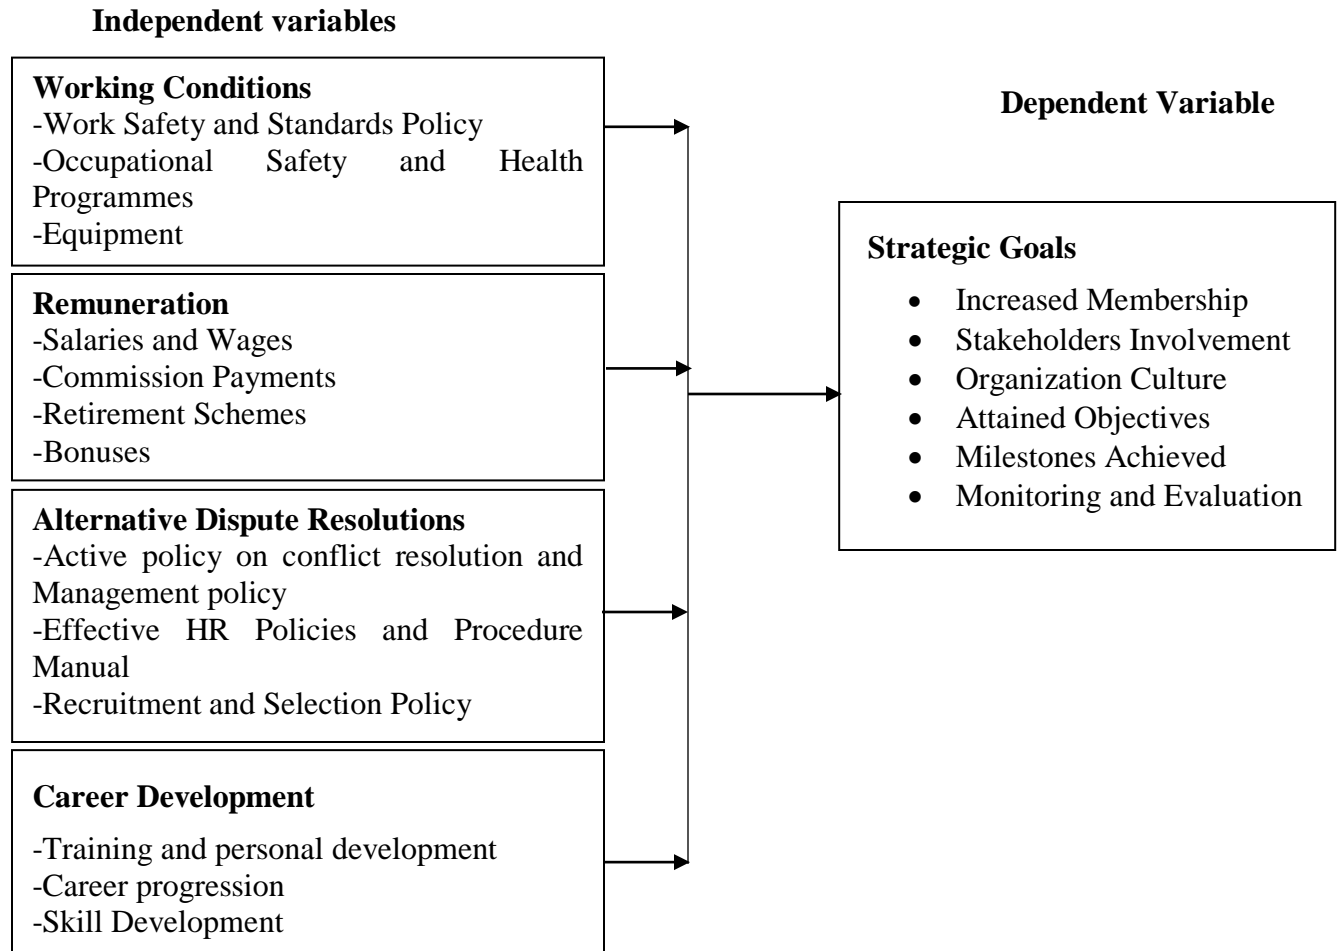 Independent variables
Working Conditions
-Work Safety and Standards Policy
-Occupational Safety and Health
Programmes
-Equipment
Remuneration
-Salaries and Wages
-Commission Payments
-Retirement Schemes
-Bonuses
Alternative Dispute Resolutions
-Active policy on conflict resolution and
Management policy
-Effective HR Policies and Procedure
Manual
-Recruitment and Selection Policy
Career Development
-Training and personal development
-Career progression
-Skill Development
Dependent Variable
Strategic Goals
• Increased Membership
• Stakeholders Involvement
• Organization Culture
• Attained Objectives
• Milestones Achieved
• Monitoring and Evaluation